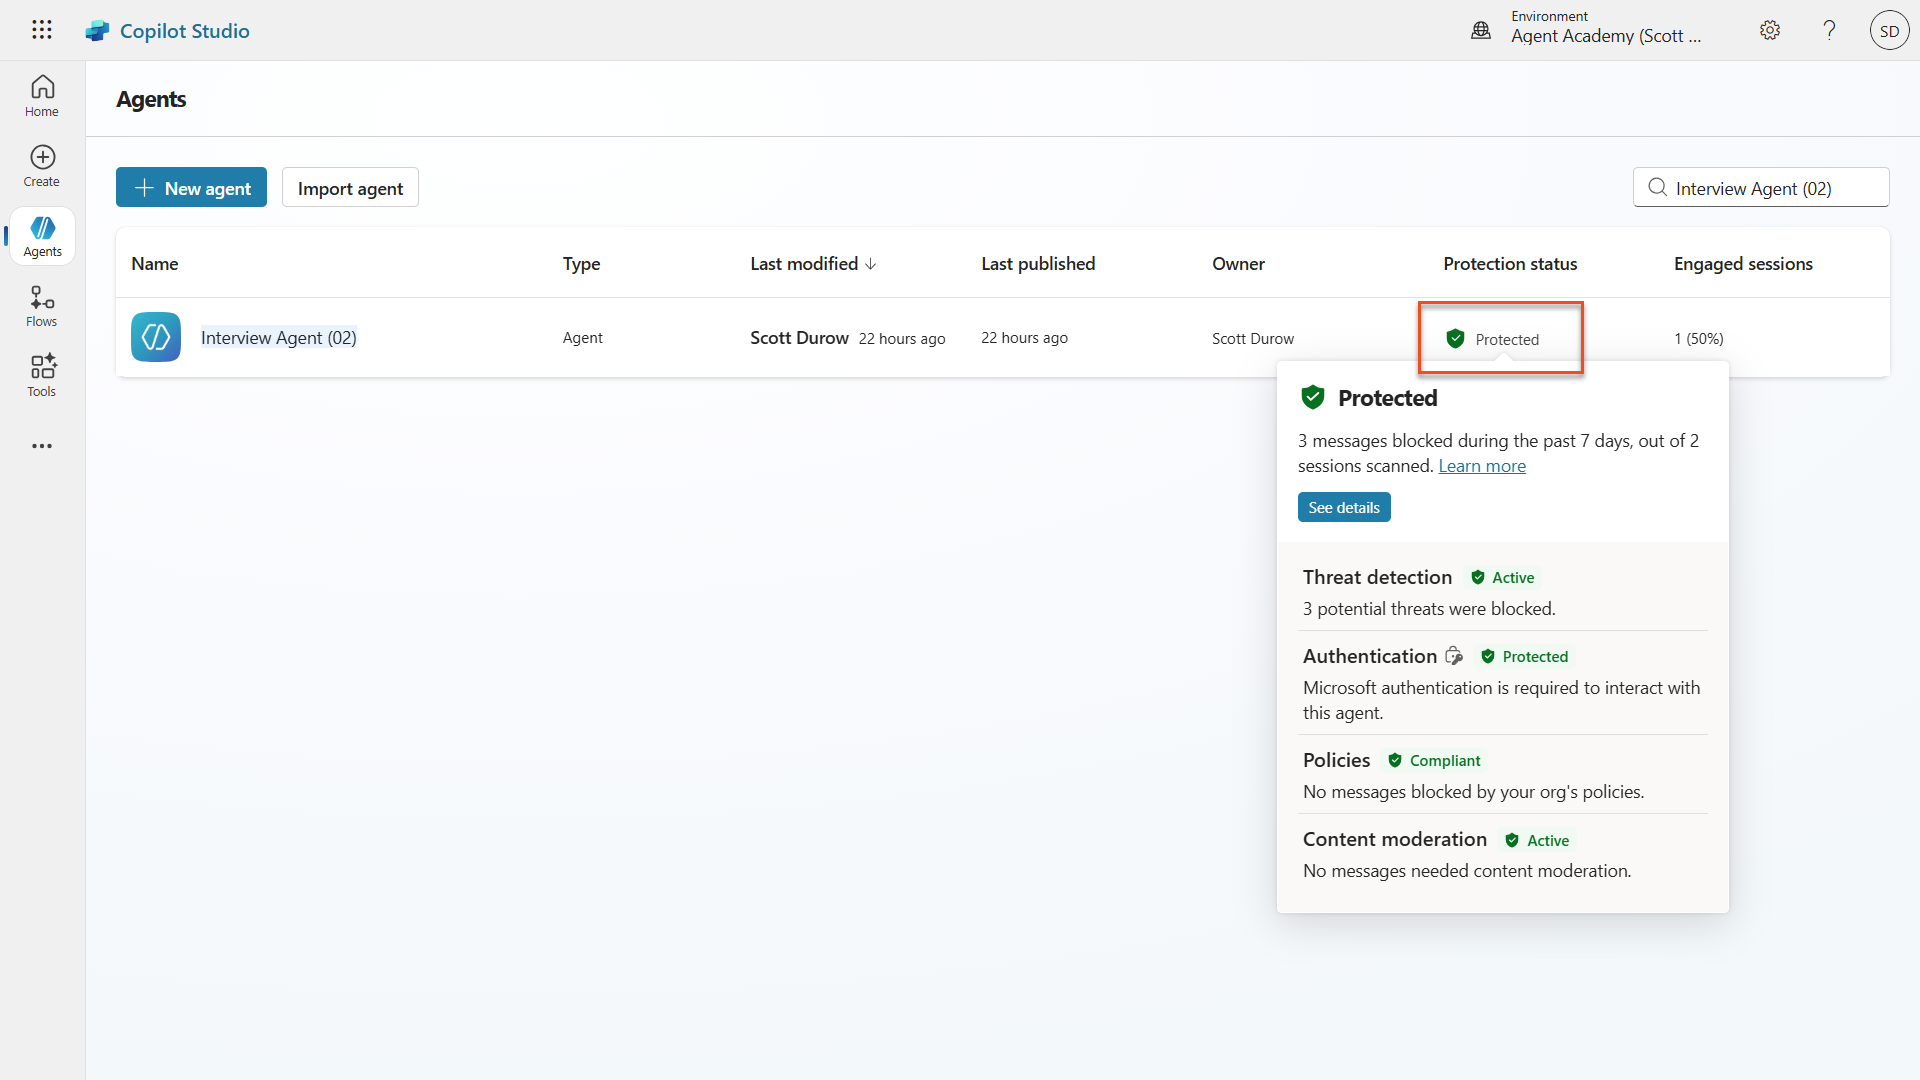 Copilot Studio
Environment
Agent Academy (Scott ...
SD
Home
Create
Agents
Flows
Tools
Agents
New agent
Import agent
Interview Agent (02)
Name
Type
Last modified
Last published
Owner
Protection status
Engaged sessions
Interview Agent (02)
Agent
Scott Durow 22 hours ago
22 hours ago
Scott Durow
Protected
1 (50%)
Protected
3 messages blocked during the past 7 days, out of 2
sessions scanned. Learn more
See details
Threat detection Active
3 potential threats were blocked.
Authentication Protected
Microsoft authentication is required to interact with
this agent.
Policies Compliant
No messages blocked by your org's policies.
Content moderation Active
No messages needed content moderation.